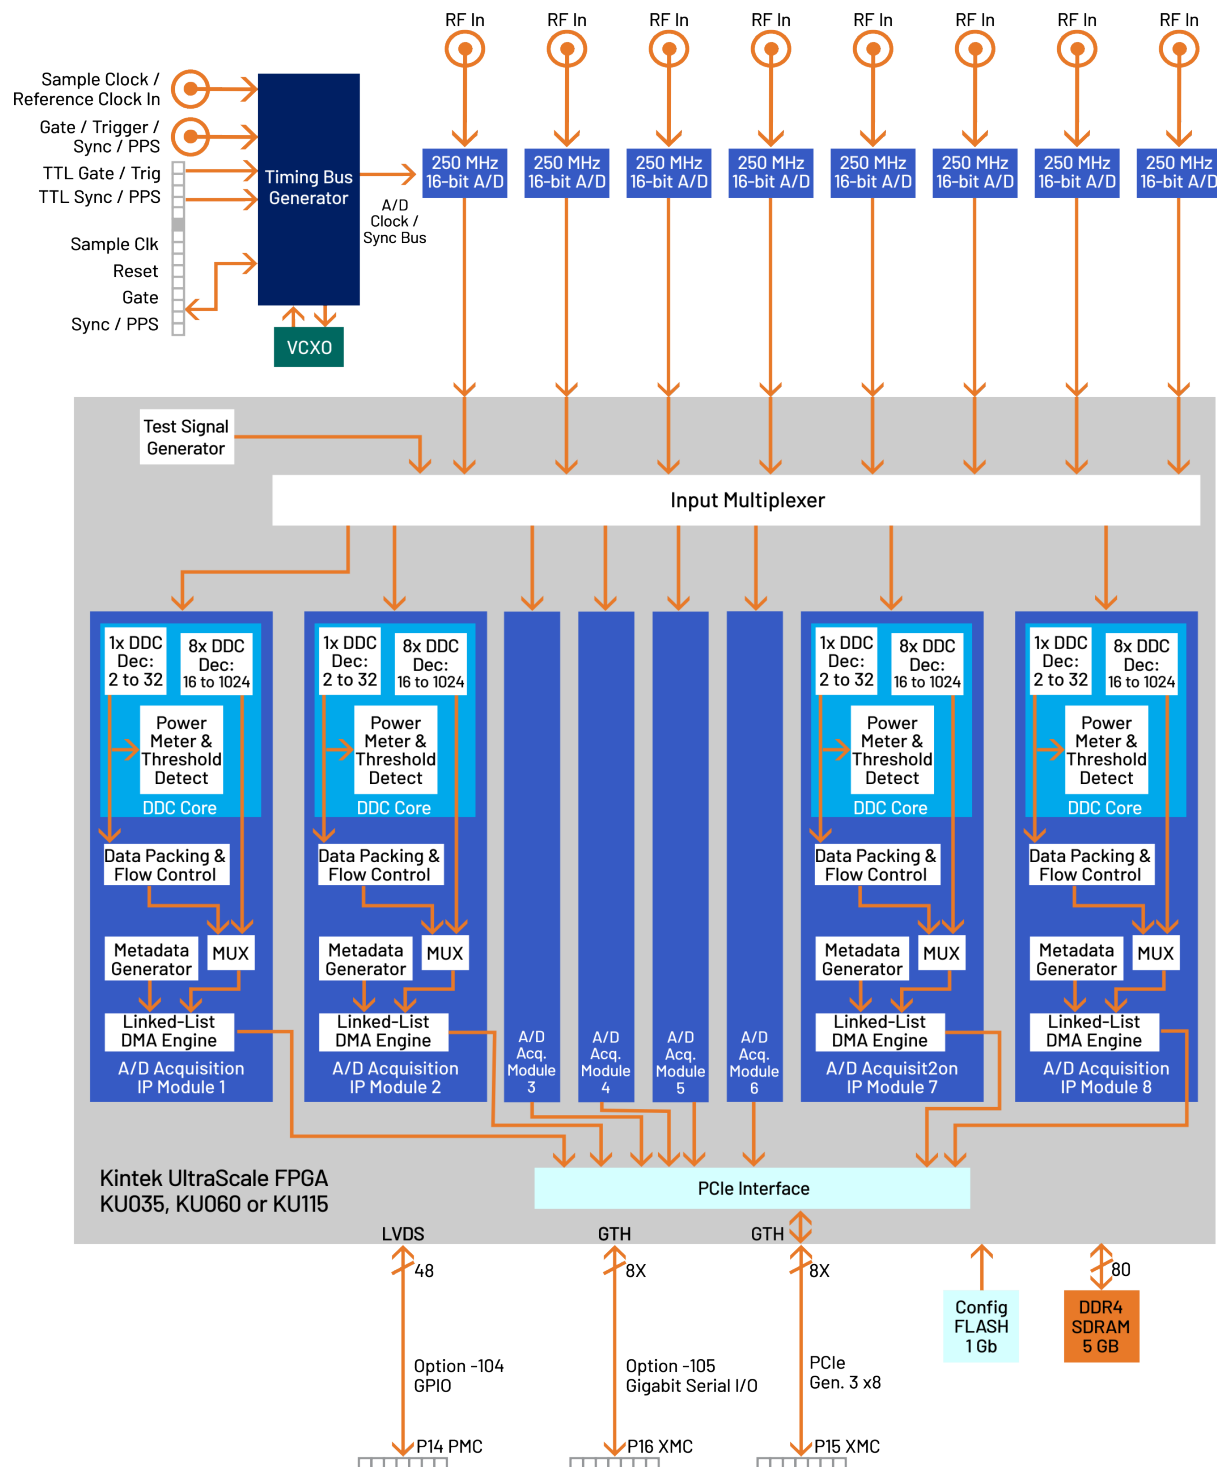 RF In
RF In
RF In
RF In
RF In
RF In
RF In
RF In
Sample Clock /
Reference Clock In
Gate / Trigger /
Sync / PPS
TTL Gate / Trig
TTL Sync / PPS
Sample Clk
Reset
Gate
Sync / PPS
Timing Bus
Generator
VCXO
A/D
Clock /
Sync Bus
250 MHz
16-bit A/D
250 MHz
16-bit A/D
250 MHz
16-bit A/D
250 MHz
16-bit A/D
250 MHz
16-bit A/D
250 MHz
16-bit A/D
250 MHz
16-bit A/D
250 MHz
16-bit A/D
Test Signal
Generator
Input Multiplexer
1x DDC
Dec:
2 to 32
8x DDC
Dec:
16 to 1024
Power
Meter &
Threshold
Detect
DDC Core
Data Packing &
Flow Control
Metadata
Generator
MUX
Linked-List
DMA Engine
A/D Acquisition
IP Module 1
1x DDC
Dec:
2 to 32
8x DDC
Dec:
16 to 1024
Power
Meter &
Threshold
Detect
DDC Core
Data Packing &
Flow Control
Metadata
Generator
MUX
Linked-List
DMA Engine
A/D Acquisition
IP Module 2
A/D
Acq.
Module
3
A/D
Acq.
Module
4
A/D
Acq.
Module
5
A/D
Acq.
Module
6
1x DDC
Dec:
2 to 32
8x DDC
Dec:
16 to 1024
Power
Meter &
Threshold
Detect
DDC Core
Data Packing &
Flow Control
Metadata
Generator
MUX
Linked-List
DMA Engine
A/D Acquisit2on
IP Module 7
1x DDC
Dec:
2 to 32
8x DDC
Dec:
16 to 1024
Power
Meter &
Threshold
Detect
DDC Core
Data Packing &
Flow Control
Metadata
Generator
MUX
Linked-List
DMA Engine
A/D Acquisition
IP Module 8
Kintek UltraScale FPGA
KU035, KU060 or KU115
PCIe Interface
LVDS
GTH
GTH
48
8X
8X
80
Config
FLASH
1 Gb
DDR4
SDRAM
5 GB
Option -104
GPIO
Option -105
Gigabit Serial I/O
PCIe
Gen. 3 x8
P14 PMC
P16 XMC
P15 XMC